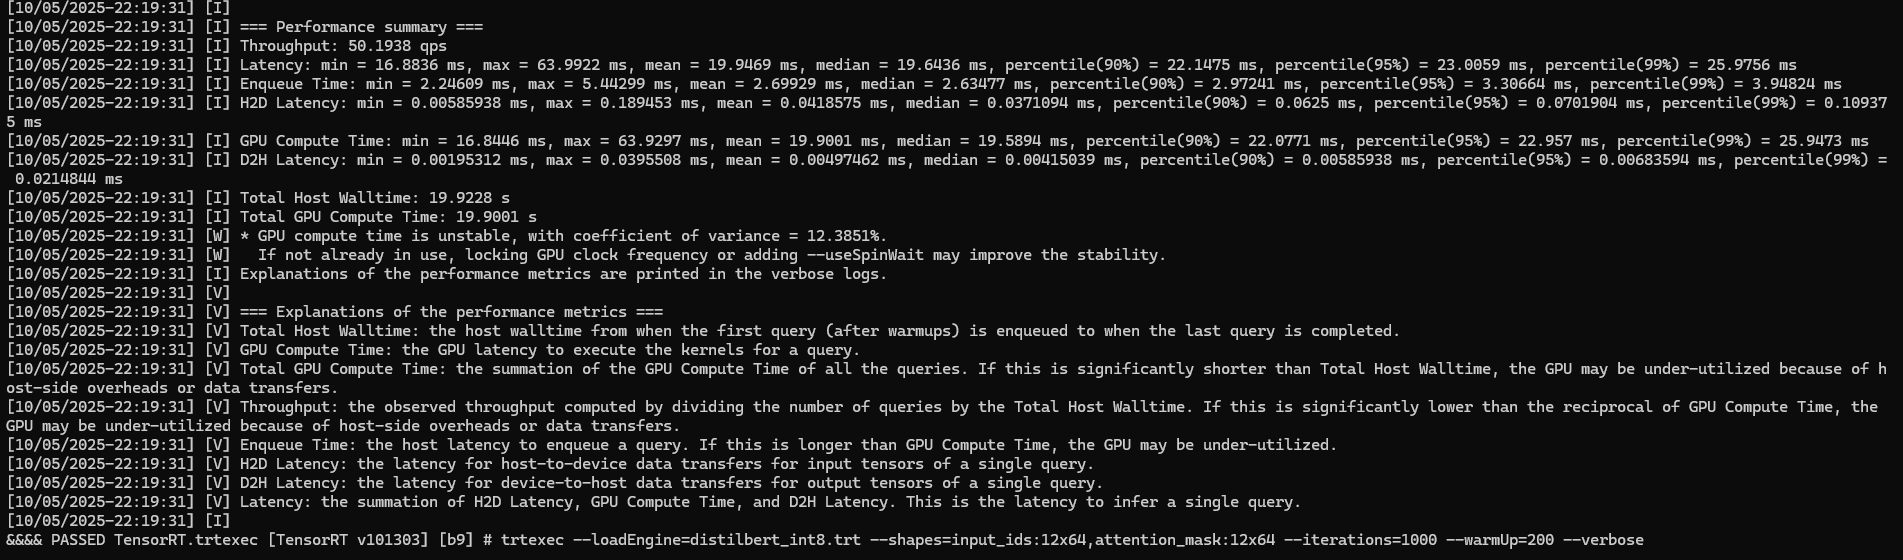 [10/05/2025-22:19:31] [I]
[10/05/2025-22:19:31] [I] === Performance summary ===
[10/05/2025-22:19:31] [I] Throughput: 50.1938 qps
[10/05/2025-22:19:31] [I] Latency: min = 16.8836 ms, max = 63.9922 ms, mean = 19.9469 ms, median = 19.6436 ms, percentile(90%) = 22.1475 ms, percentile(95%) = 23.0059 ms, percentile(99%) = 25.9756 ms
[10/05/2025-22:19:31] [I] Enqueue Time: min = 2.24609 ms, max = 5.44299 ms, mean = 2.69929 ms, median = 2.63477 ms, percentile(90%) = 2.97241 ms, percentile(95%) = 3.30664 ms, percentile(99%) = 3.94824 ms
[10/05/2025-22:19:31] [I] H2D Latency: min = 0.00585938 ms, max = 0.189453 ms, mean = 0.0418575 ms, median = 0.0371094 ms, percentile(90%) = 0.0625 ms, percentile(95%) = 0.0701904 ms, percentile(99%) = 0.10937
5 ms
[10/05/2025-22:19:31] [I] GPU Compute Time: min = 16.8446 ms, max = 63.9297 ms, mean = 19.9001 ms, median = 19.5894 ms, percentile(90%) = 22.0771 ms, percentile(95%) = 22.957 ms, percentile(99%) = 25.9473 ms
[10/05/2025-22:19:31] [I] D2H Latency: min = 0.00195312 ms, max = 0.0395508 ms, mean = 0.00497462 ms, median = 0.00415039 ms, percentile(90%) = 0.00585938 ms, percentile(95%) = 0.00683594 ms, percentile(99%) =
0.0214844 ms
[10/05/2025-22:19:31] [I] Total Host Walltime: 19.9228 s
[10/05/2025-22:19:31] [I] Total GPU Compute Time: 19.9001 s
[10/05/2025-22:19:31] [W] * GPU compute time is unstable, with coefficient of variance = 12.3851%.
[10/05/2025-22:19:31] [W]   If not already in use, locking GPU clock frequency or adding --useSpinWait may improve the stability.
[10/05/2025-22:19:31] [I] Explanations of the performance metrics are printed in the verbose logs.
[10/05/2025-22:19:31] [V]
[10/05/2025-22:19:31] [V] === Explanations of the performance metrics ===
[10/05/2025-22:19:31] [V] Total Host Walltime: the host walltime from when the first query (after warmups) is enqueued to when the last query is completed.
[10/05/2025-22:19:31] [V] GPU Compute Time: the GPU latency to execute the kernels for a query.
[10/05/2025-22:19:31] [V] Total GPU Compute Time: the summation of the GPU Compute Time of all the queries. If this is significantly shorter than Total Host Walltime, the GPU may be under-utilized because of h
ost-side overheads or data transfers.
[10/05/2025-22:19:31] [V] Throughput: the observed throughput computed by dividing the number of queries by the Total Host Walltime. If this is significantly lower than the reciprocal of GPU Compute Time, the
GPU may be under-utilized because of host-side overheads or data transfers.
[10/05/2025-22:19:31] [V] Enqueue Time: the host latency to enqueue a query. If this is longer than GPU Compute Time, the GPU may be under-utilized.
[10/05/2025-22:19:31] [V] H2D Latency: the latency for host-to-device data transfers for input tensors of a single query.
[10/05/2025-22:19:31] [V] D2H Latency: the latency for device-to-host data transfers for output tensors of a single query.
[10/05/2025-22:19:31] [V] Latency: the summation of H2D Latency, GPU Compute Time, and D2H Latency. This is the latency to infer a single query.
[10/05/2025-22:19:31] [I]
&&&& PASSED TensorRT.trtexec [TensorRT v101303] [b9] # trtexec --loadEngine=distilbert_int8.trt --shapes=input_ids:12x64,attention_mask:12x64 --iterations=1000 --warmUp=200 --verbose